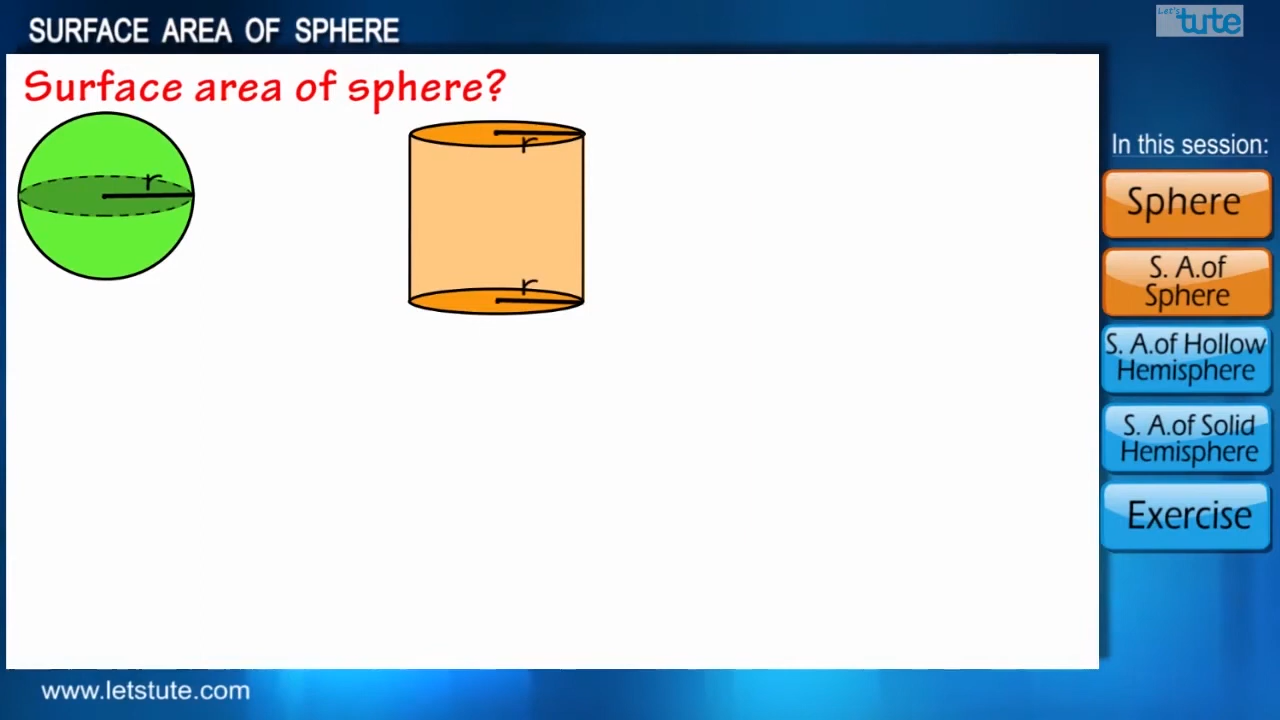 SURFACE AREA OF SPHERE
Let's
tute
Surface area of sphere?
r
r
r
In this session:
Sphere
S. A.of
Sphere
S. A.of Hollow
Hemisphere
S. A.of Solid
Hemisphere
Exercise
www.letstute.com